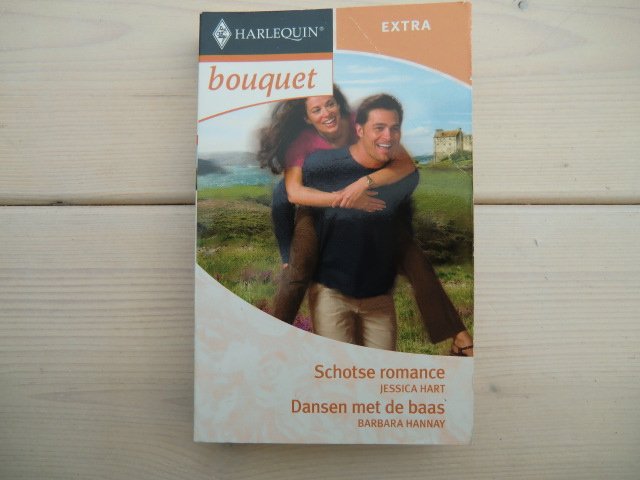 HARLEQUIN®
EXTRA
bouquet
Schotse romance
JESSICA HART
Dansen met de baas
BARBARA HANNAY